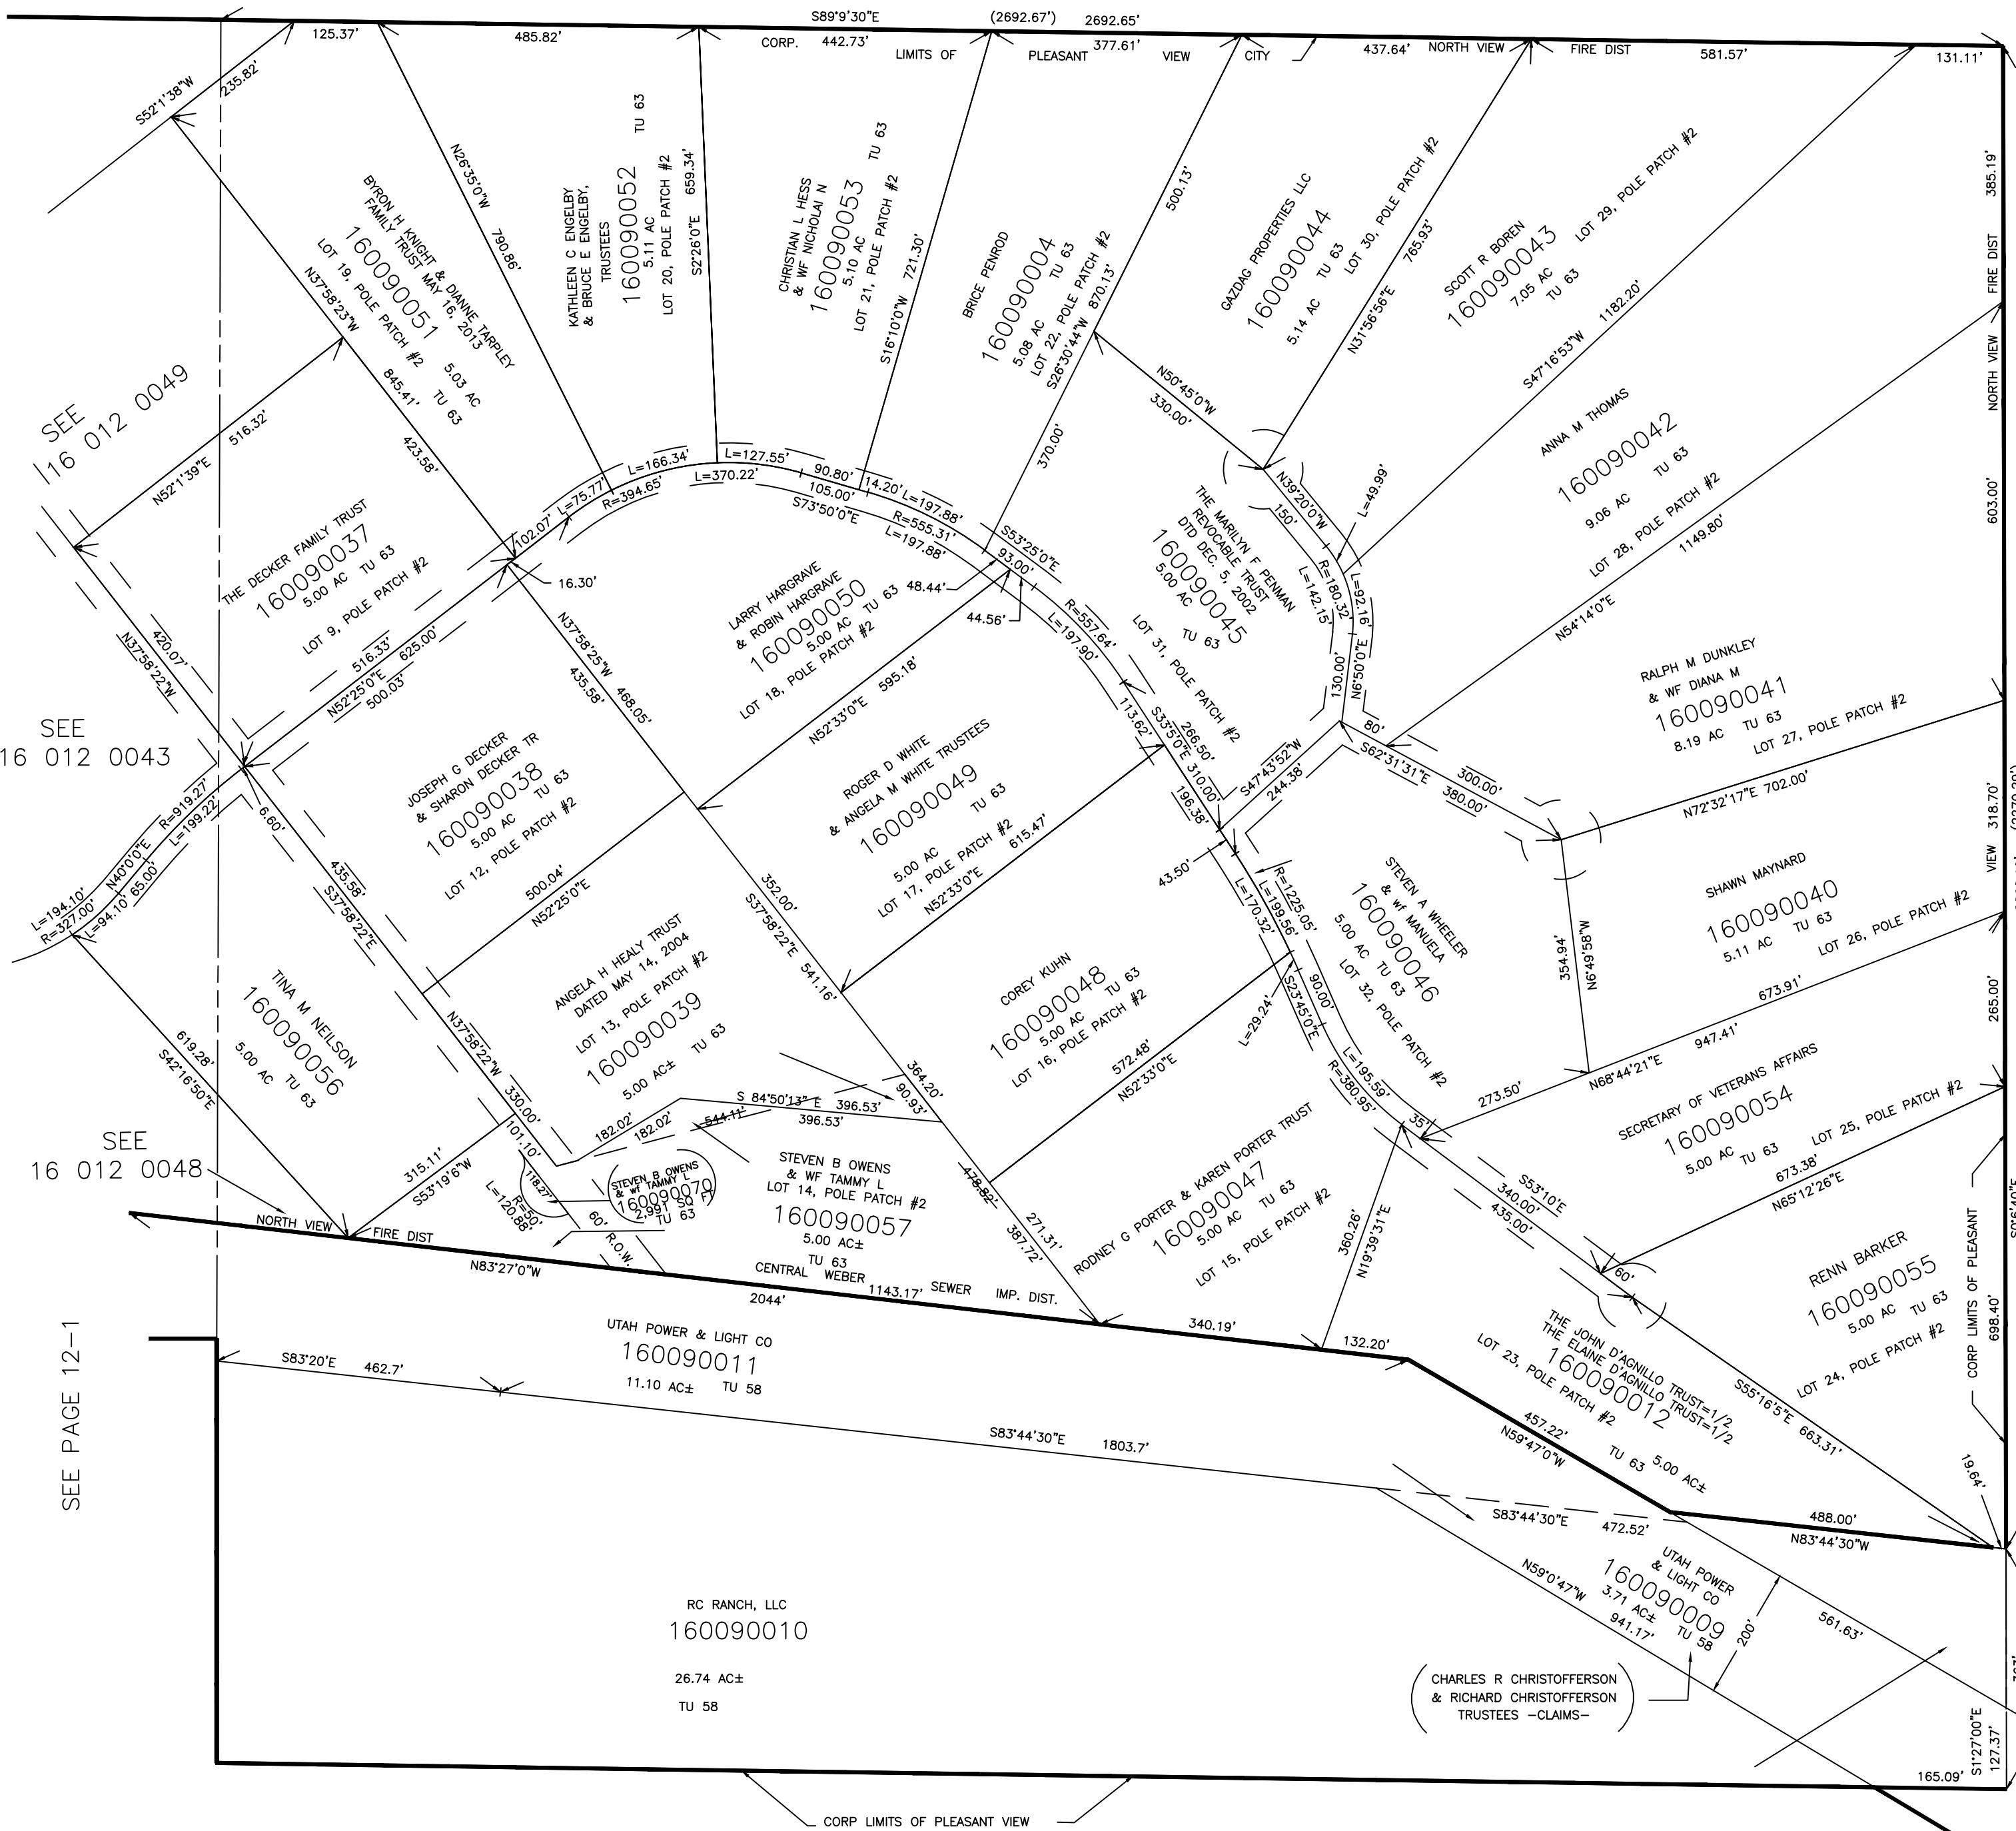 S89°9'30"E (2692.67') 2692.65'
125.37'
485.82'
CORP. 442.73' LIMITS OF PLEASANT 377.61' VIEW CITY 437.64' NORTH VIEW FIRE DIST 581.57'
131.11'
S52°1'38"W
235.82'
N37°58'23"W
845.41'
423.58'
BYRON H KNIGHT & DIANNE TARPLEY
FAMILY TRUST MAY 16, 2013
160090051
LOT 19, POLE PATCH #2
5.03 AC
TU 63
N26°35'0"W 790.86'
KATHLEEN C ENGELBY
& BRUCE E ENGELBY,
TRUSTEES
160090052 TU 63
5.11 AC
LOT 20, POLE PATCH #2
S2°26'0"E 659.34'
CHRISTIAN L HESS
& WF NICHOLAI N
160090053 TU 63
5.10 AC
LOT 21, POLE PATCH #2
S16°10'0"W 721.30'
BRICE PENROD
160090004
5.08 AC TU 63
LOT 22, POLE PATCH #2
S26°30'44"W 870.13'
500.13'
370.00'
GAZDAG PROPERTIES LLC
160090044
5.14 AC TU 63
LOT 30, POLE PATCH #2
N50°45'0"W
330.00'
N31°56'56"E 765.93'
SCOTT R BOREN
160090043
7.05 AC
TU 63
LOT 29, POLE PATCH #2
S47°16'53"W 1182.20'
ANNA M THOMAS
160090042
9.06 AC TU 63
LOT 28, POLE PATCH #2
1149.80'
N54°14'0"E
385.19'
NORTH VIEW FIRE DIST
603.00'
SEE
16 012 0049
N52°1'39"E 516.32'
THE DECKER FAMILY TRUST
160090037
5.00 AC TU 63
LOT 9, POLE PATCH #2
420.07'
N37°58'22"W
516.33'
N52°25'0"E 625.00'
500.03'
102.07'
16.30'
L=75.77'
L=166.34'
R=394.65'
L=370.22'
L=127.55'
90.80'
105.00'
S73°50'0"E
14.20'
L=197.88'
R=555.31'
L=197.88'
S53°25'0"E
93.00'
48.44'
44.56'
R=557.64'
L=197.90'
113.62'
S33°5'0"E 310.00'
266.50'
196.38'
43.50'
LARRY HARGRAVE
& ROBIN HARGRAVE
160090050
5.00 AC TU 63
LOT 18, POLE PATCH #2
N52°33'0"E 595.18'
N37°58'25"W 468.05'
435.58'
THE MARILYN F PENMAN
REVOCABLE TRUST
DTD DEC. 5, 2002
160090045
5.00 AC TU 63
LOT 31, POLE PATCH #2
N39°20'0"W
150'
L=49.99'
R=180.32'
L=142.15'
L=92.16'
N6°50'0"E
130.00'
80'
S62°31'31"E
300.00'
380.00'
S47°43'52"W
244.38'
RALPH M DUNKLEY
& WF DIANA M
160090041
8.19 AC TU 63
LOT 27, POLE PATCH #2
N72°32'17"E 702.00'
318.70'
SEE
16 012 0043
R=919.27'
L=199.22'
N40°0'0"E
65.00'
L=194.10'
R=327.00'
L=94.10'
6.60'
JOSEPH G DECKER
& SHARON DECKER TR
160090038
5.00 AC TU 63
LOT 12, POLE PATCH #2
435.58'
S37°58'22"E
500.04'
N52°25'0"E
ROGER D WHITE
& ANGELA M WHITE TRUSTEES
160090049
TU 63
5.00 AC
LOT 17, POLE PATCH #2
N52°33'0"E 615.47'
352.00'
S37°58'22"E 541.16'
SHAWN MAYNARD
160090040
5.11 AC TU 63
LOT 26, POLE PATCH #2
354.94'
N6°49'58"W
673.91'
N68°44'21"E 947.41'
273.50'
265.00'
VIEW
STEVEN A WHEELER
& wf MANUELA
160090046
5.00 AC TU 63
LOT 32, POLE PATCH #2
R=1225.05'
L=199.56'
L=170.32'
90.00'
S23°45'0"E
L=29.24'
L=195.59'
R=380.95'
35'
ANGELA H HEALY TRUST
DATED MAY 14, 2004
LOT 13, POLE PATCH #2
160090039
5.00 AC± TU 63
N37°58'22"W 330.00'
COREY KUHN
160090048
5.00 AC TU 63
LOT 16, POLE PATCH #2
572.48'
N52°33'0"E
364.20'
90.93'
TINA M NEILSON
160090056
5.00 AC TU 63
619.28'
S42°16'50"E
315.11'
S53°19'6"W
101.10'
118.27'
R=50'
L=120.88'
60' R.O.W.
SEE
16 012 0048
182.02'
182.02'
544.11'
S 84°50'13" E 396.53'
396.53'
STEVEN B OWENS
& wf TAMMY L
160090070
2,991 SQ FT
TU 63
STEVEN B OWENS
& WF TAMMY L
LOT 14, POLE PATCH #2
160090057
5.00 AC±
TU 63
478.82'
271.31'
387.72'
RODNEY G PORTER & KAREN PORTER TRUST
160090047
5.00 AC TU 63
LOT 15, POLE PATCH #2
360.26'
N19°39'31"E
SECRETARY OF VETERANS AFFAIRS
160090054
5.00 AC TU 63
LOT 25, POLE PATCH #2
673.38'
N65°12'26"E
S53°10'E
340.00'
435.00'
60'
RENN BARKER
160090055
5.00 AC TU 63
LOT 24, POLE PATCH #2
CORP LIMITS OF PLEASANT
698.40'
THE JOHN D'AGNILLO TRUST=1/2
THE ELAINE D'AGNILLO TRUST=1/2
160090012
LOT 23, POLE PATCH #2
TU 63 5.00 AC±
S55°16'5"E 663.31'
19.64'
NORTH VIEW FIRE DIST
N83°27'0"W
CENTRAL WEBER SEWER IMP. DIST.
2044' 1143.17'
340.19'
132.20'
457.22'
N59°47'0"W
488.00'
N83°44'30"W
SEE PAGE 12-1
UTAH POWER & LIGHT CO
160090011
11.10 AC± TU 58
S83°20'E 462.7'
S83°44'30"E 1803.7'
S83°44'30"E 472.52'
UTAH POWER
& LIGHT CO
160090009
3.71 AC±
TU 58
N59°0'47"W 941.17'
200'
561.63'
RC RANCH, LLC
160090010
26.74 AC±
TU 58
CHARLES R CHRISTOFFERSON
& RICHARD CHRISTOFFERSON
TRUSTEES -CLAIMS-
S1°27'00"E
127.37'
165.09'
CORP LIMITS OF PLEASANT VIEW